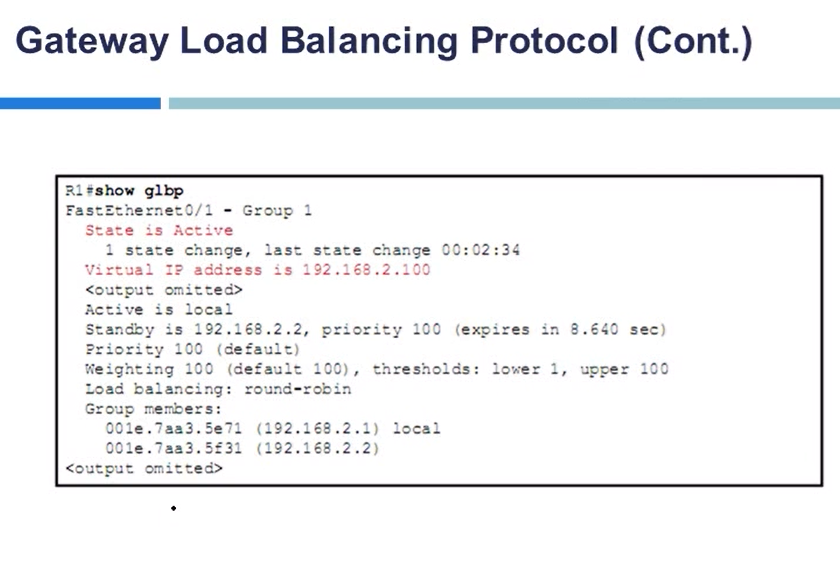 Gateway Load Balancing Protocol (Cont.)
R1#show glbp
FastEthernet0/1 - Group 1
State is Active
1 state change, last state change 00:02:34
Virtual IP address is 192.168.2.100
<output omitted>
Active is local
Standby is 192.168.2.2, priority 100 (expires in 8.640 sec)
Priority 100 (default)
Weighting 100 (default 100), thresholds: lower 1, upper 100
Load balancing: round-robin
Group members:
001e.7aa3.5e71 (192.168.2.1) local
001e.7aa3.5f31 (192.168.2.2)
<output omitted>